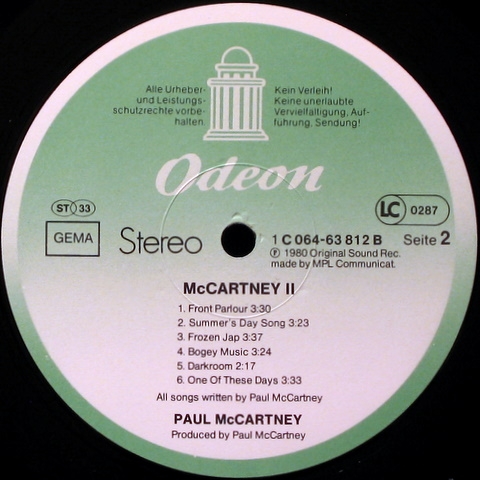 Alle Urheber-
und Leistungs-
schutzrechte vorbe-
halten.
Kein Verleih!
Keine unerlaubte
Vervielfältigung, Auf-
führung, Sendung!
Odeon
ST 33
LC 0287
GEMA
Stereo
1 C 064-63 812 B Seite 2
Ⓟ 1980 Original Sound Rec.
made by MPL Communicat.
McCARTNEY II
1. Front Parlour 3:30
2. Summer's Day Song 3:23
3. Frozen Jap 3:37
4. Bogey Music 3:24
5. Darkroom 2:17
6. One Of These Days 3:33
All songs written by Paul McCartney
PAUL McCARTNEY
Produced by Paul McCartney